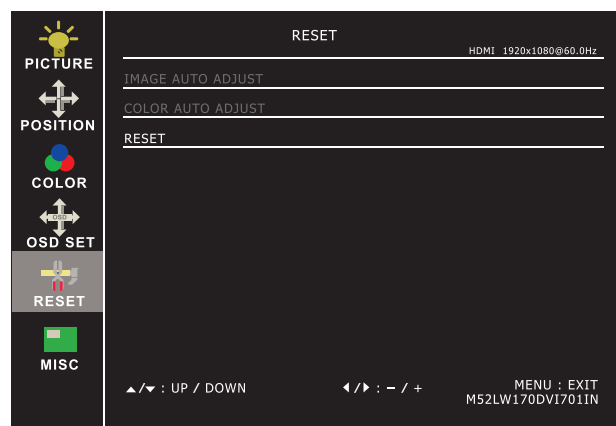 RESET
HDMI 1920x1080@60.0Hz
PICTURE
POSITION
COLOR
OSD
OSD SET
RESET
MISC
IMAGE AUTO ADJUST
COLOR AUTO ADJUST
RESET
▲/▼ : UP / DOWN
◀/▶ : – / +
MENU : EXIT
M52LW170DVI701IN